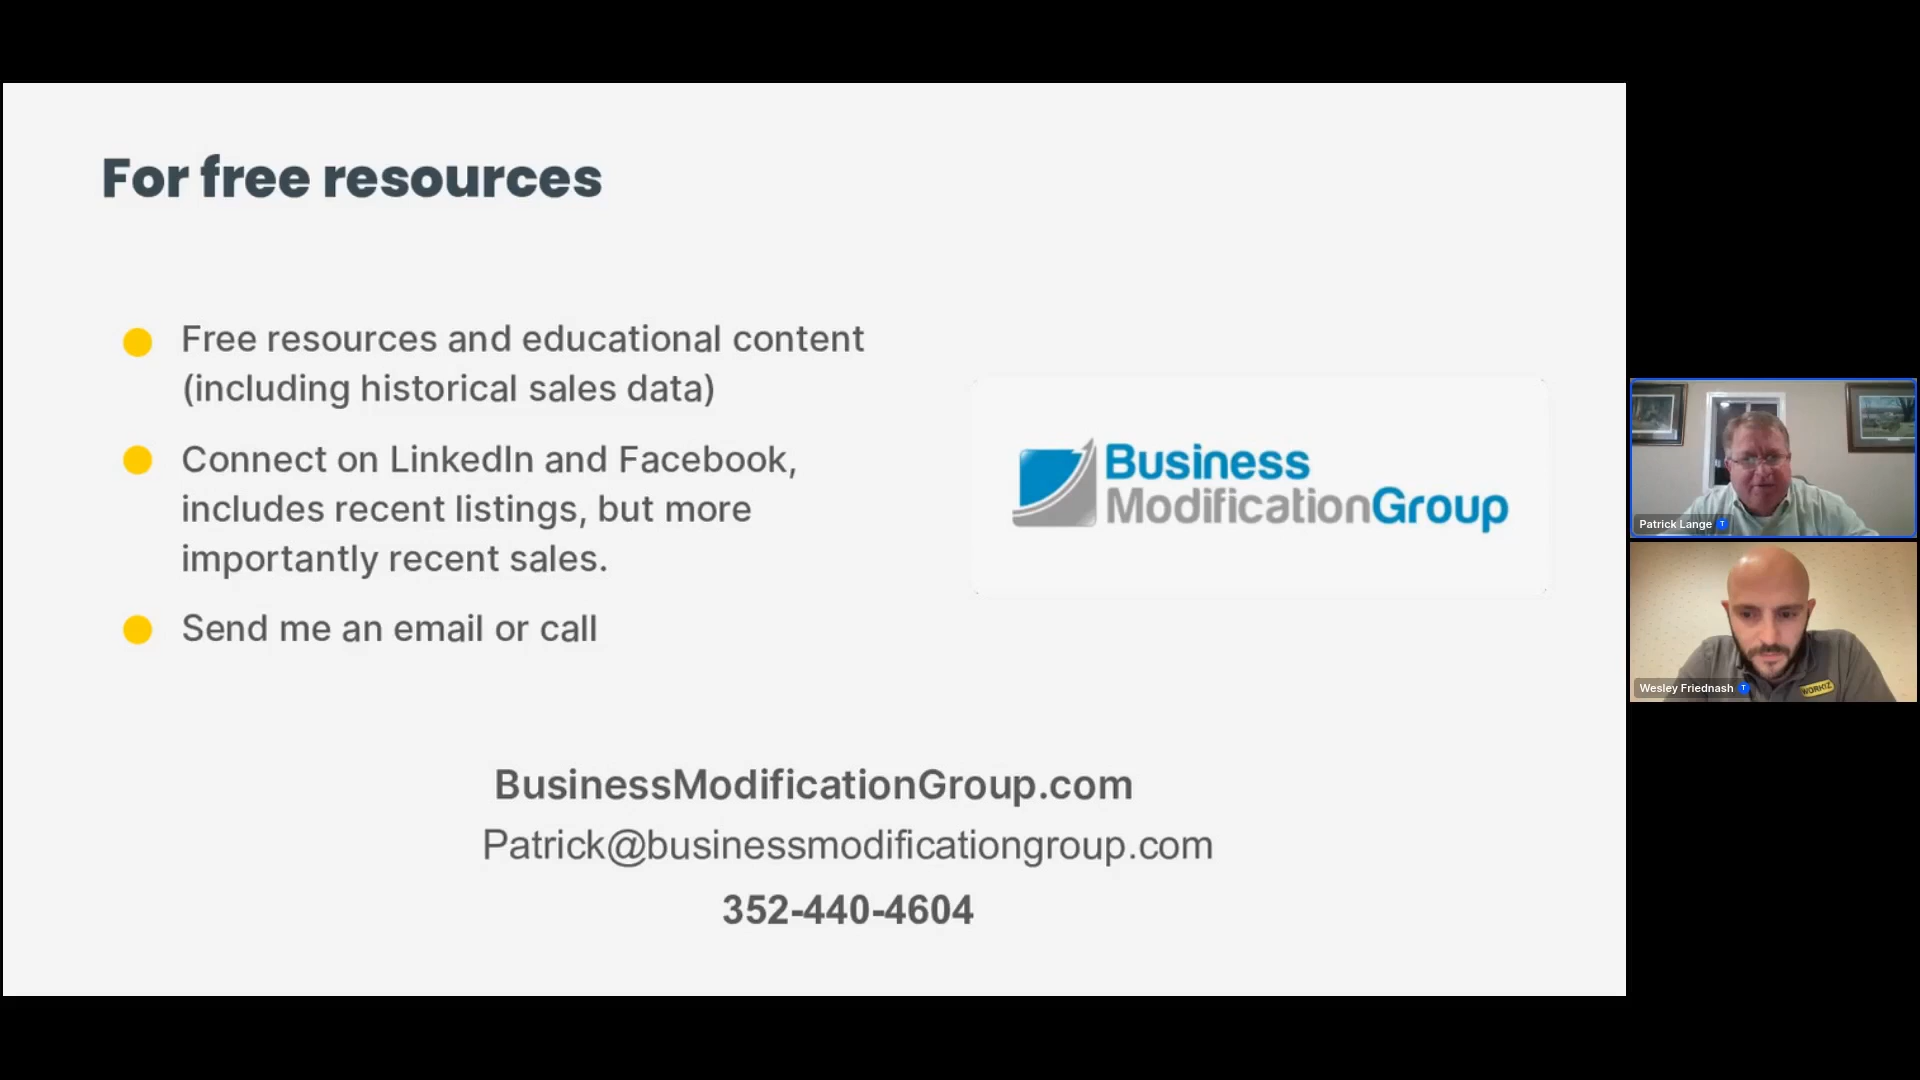 For free resources
Free resources and educational content
(including historical sales data)
Connect on LinkedIn and Facebook,
includes recent listings, but more
importantly recent sales.
Send me an email or call
Business
ModificationGroup
BusinessModificationGroup.com
Patrick@businessmodificationgroup.com
352-440-4604
Patrick Lange T
Wesley Friednash T
WORKIZ